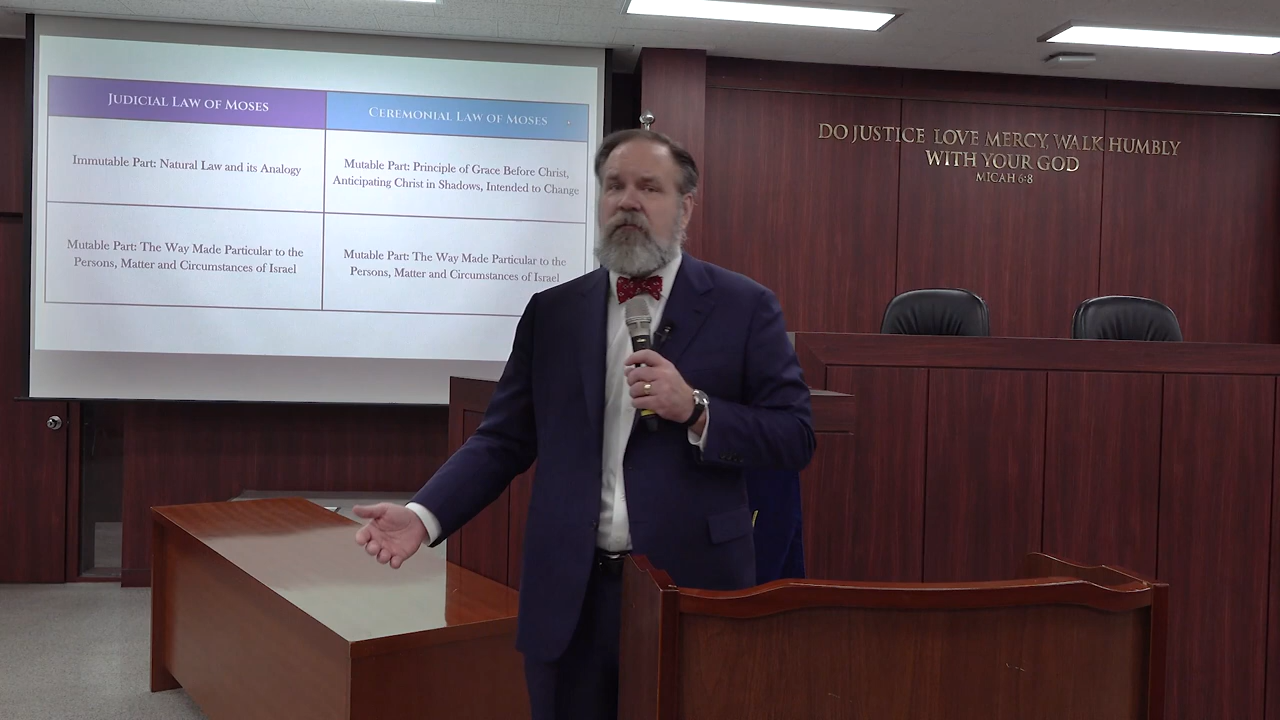 JUDICIAL LAW OF MOSES
CEREMONIAL LAW OF MOSES
Immutable Part: Natural Law and its Analogy
Mutable Part: Principle of Grace Before Christ,
Anticipating Christ in Shadows, Intended to Change
Mutable Part: The Way Made Particular to the
Persons, Matter and Circumstances of Israel
Mutable Part: The Way Made Particular to the
Persons, Matter and Circumstances of Israel
DO JUSTICE LOVE MERCY, WALK HUMBLY
WITH YOUR GOD
MICAH 6:8